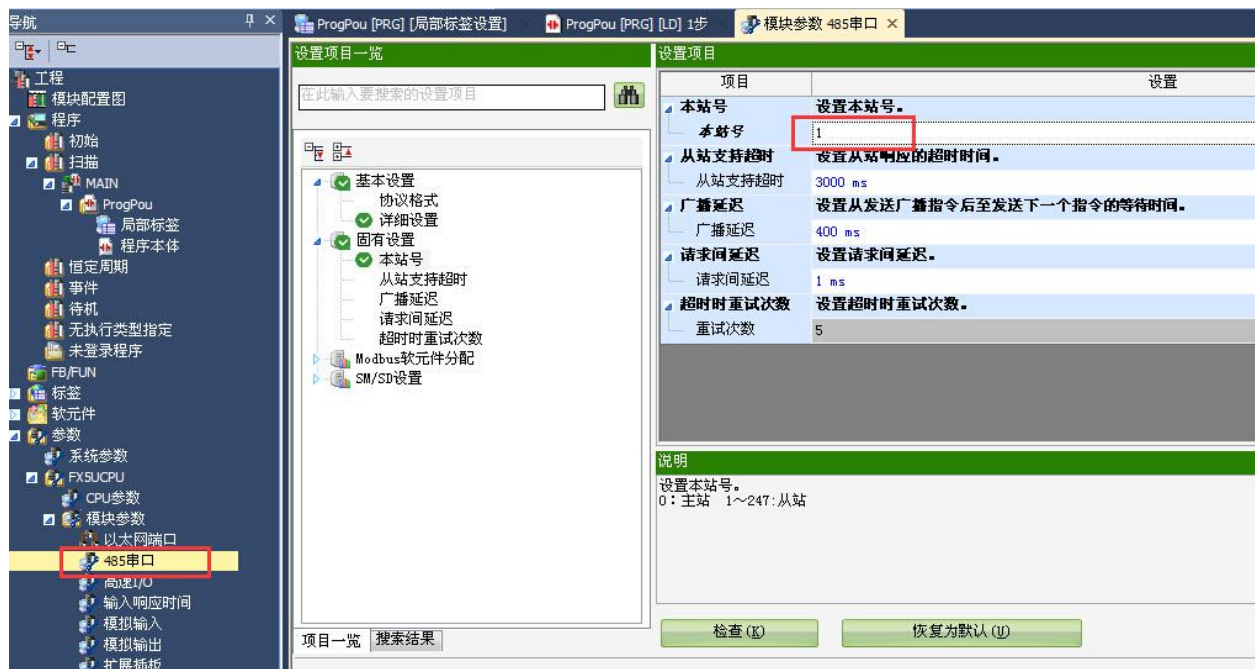 导航
ProgPou [PRG] [局部标签设置]
ProgPou [PRG] [LD] 1步
模块参数 485串口
工程
模块配置图
程序
初始
扫描
MAIN
ProgPou
局部标签
程序本体
恒定周期
事件
待机
无执行类型指定
未登录程序
FB/FUN
标签
软元件
参数
系统参数
FX5UCPU
CPU参数
模块参数
以太网端口
485串口
高速I/O
输入响应时间
模拟输入
模拟输出
扩展插板
设置项目一览
在此输入要搜索的设置项目
基本设置
协议格式
详细设置
固有设置
本站号
从站支持超时
广播延迟
请求间延迟
超时时重试次数
Modbus软元件分配
SM/SD设置
项目一览 搜索结果
设置项目
项目 设置
本站号 设置本站号。
本站号 1
从站支持超时 设置从站响应的超时时间。
从站支持超时 3000 ms
广播延迟 设置从发送广播指令后至发送下一个指令的等待时间。
广播延迟 400 ms
请求间延迟 设置请求间延迟。
请求间延迟 1 ms
超时时重试次数 设置超时时重试次数。
重试次数 5
说明
设置本站号。
0：主站 1～247:从站
检查(K) 恢复为默认(U)